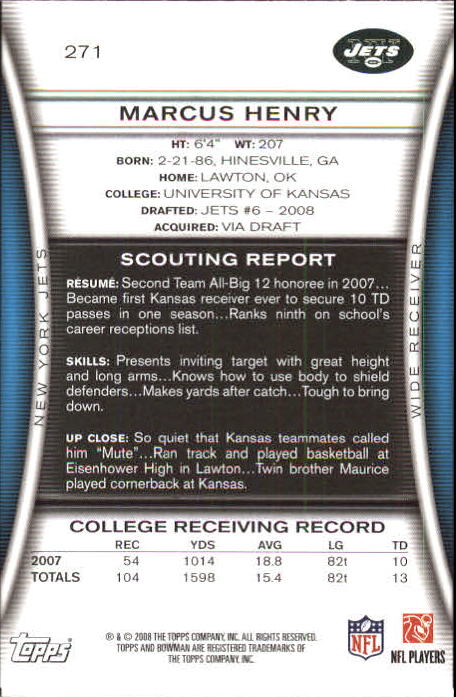 271
JETS
MARCUS HENRY
HT: 6'4" WT: 207
BORN: 2-21-86, HINESVILLE, GA
HOME: LAWTON, OK
COLLEGE: UNIVERSITY OF KANSAS
DRAFTED: JETS #6 – 2008
ACQUIRED: VIA DRAFT
NEW YORK JETS
WIDE RECEIVER
SCOUTING REPORT
RÉSUMÉ: Second Team All-Big 12 honoree in 2007...
Became first Kansas receiver ever to secure 10 TD
passes in one season...Ranks ninth on school's
career receptions list.
SKILLS: Presents inviting target with great height
and long arms...Knows how to use body to shield
defenders...Makes yards after catch...Tough to bring
down.
UP CLOSE: So quiet that Kansas teammates called
him "Mute"...Ran track and played basketball at
Eisenhower High in Lawton...Twin brother Maurice
played cornerback at Kansas.
COLLEGE RECEIVING RECORD
REC YDS AVG LG TD
2007 54 1014 18.8 82t 10
TOTALS 104 1598 15.4 82t 13
Topps
® & © 2008 THE TOPPS COMPANY, INC. ALL RIGHTS RESERVED.
TOPPS AND BOWMAN ARE REGISTERED TRADEMARKS OF
THE TOPPS COMPANY, INC.
NFL
NFL PLAYERS